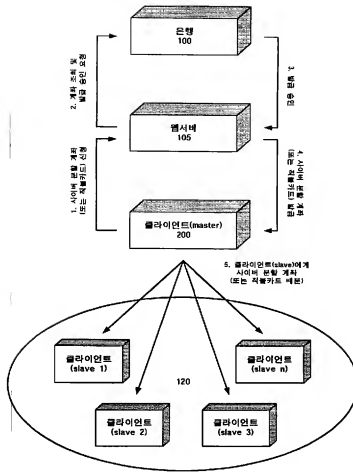 은행
100
2. 계좌 조회 및
발급 승인 요청
3. 발급 승인
웹서버
105
1. 사이버 분할 계좌
(또는 직불카드) 신청
4. 사이버 분할 계좌
(또는 직불카드) 발급
클라이언트(master)
200
5. 클라이언트(slave)에게
사이버 분할 계좌
(또는 직불카드 배분)
클라이언트
(slave 1)
클라이언트
(slave n)
120
클라이언트
(slave 2)
클라이언트
(slave 3)